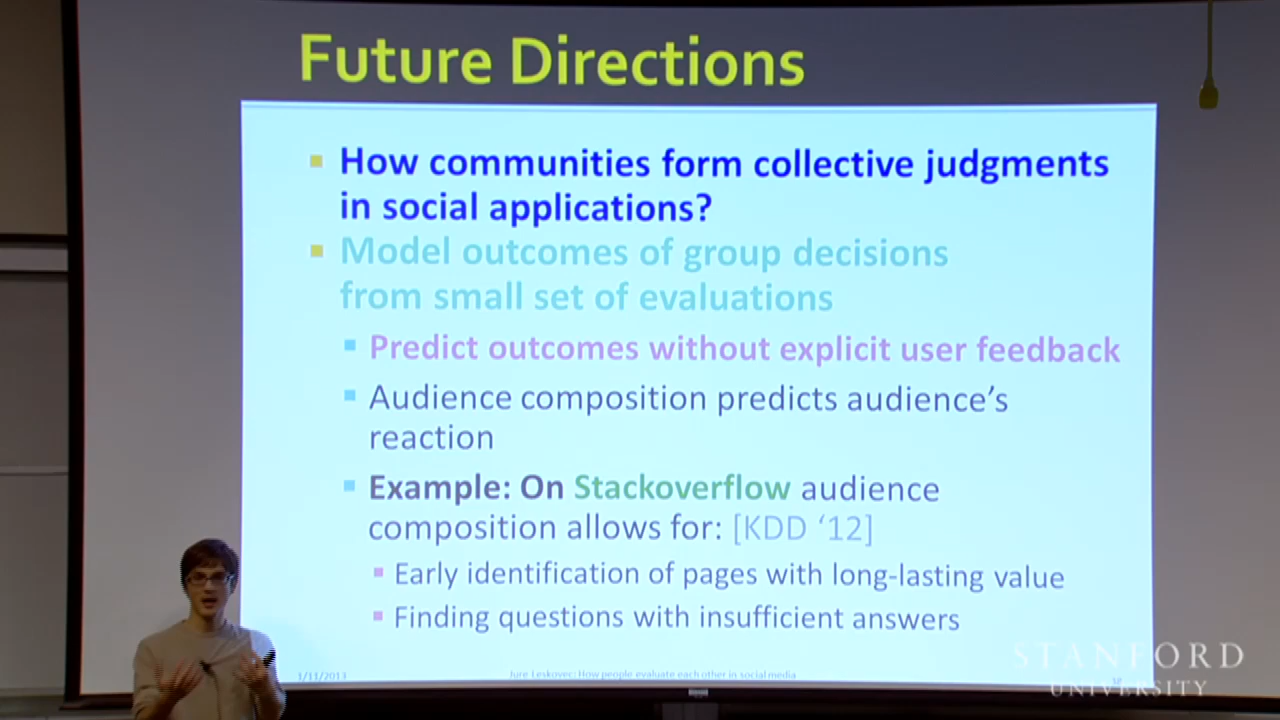 Future Directions
How communities form collective judgments
in social applications?
Model outcomes of group decisions
from small set of evaluations
Predict outcomes without explicit user feedback
Audience composition predicts audience's
reaction
Example: On Stackoverflow audience
composition allows for: [KDD '12]
Early identification of pages with long-lasting value
Finding questions with insufficient answers
1/11/2013
Jure Leskovec: How people evaluate each other in social media
STANFORD
UNIVERSITY